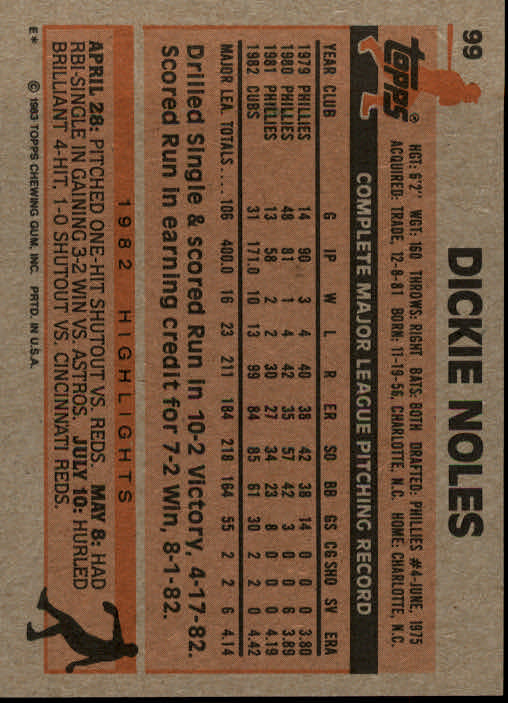 99
DICKIE NOLES
topps®
HGT: 6'2" WGT: 160 THROWS: RIGHT BATS: BOTH DRAFTED: PHILLIES #4-JUNE, 1975
ACQUIRED: TRADE, 12-8-81 BORN: 11-19-56, CHARLOTTE, N.C. HOME: CHARLOTTE, N.C.
COMPLETE MAJOR LEAGUE PITCHING RECORD
YEAR CLUB G IP W L R ER SO BB GS CG SHO SV ERA
1979 PHILLIES 14 90 3 4 40 38 42 38 14 0 0 0 3.80
1980 PHILLIES 48 81 1 4 42 35 57 42 3 0 0 6 3.89
1981 PHILLIES 13 58 2 2 30 27 34 23 8 0 0 0 4.19
1982 CUBS 31 171.0 10 13 99 84 85 61 30 2 2 0 4.42
MAJOR LEA. TOTALS.... 106 400.0 16 23 211 184 218 164 55 2 2 6 4.14
Drilled Single & scored Run in 10-2 Victory, 4-17-82.
Scored Run in earning credit for 7-2 Win, 8-1-82.
1982 HIGHLIGHTS
APRIL 28: PITCHED ONE-HIT SHUTOUT VS. REDS. MAY 8: HAD
RBI-SINGLE IN GAINING 3-2 WIN VS. ASTROS. JULY 10: HURLED
BRILLIANT 4-HIT, 1-0 SHUTOUT VS. CINCINNATI REDS.
E* © 1983 TOPPS CHEWING GUM, INC. PRTD. IN U.S.A.